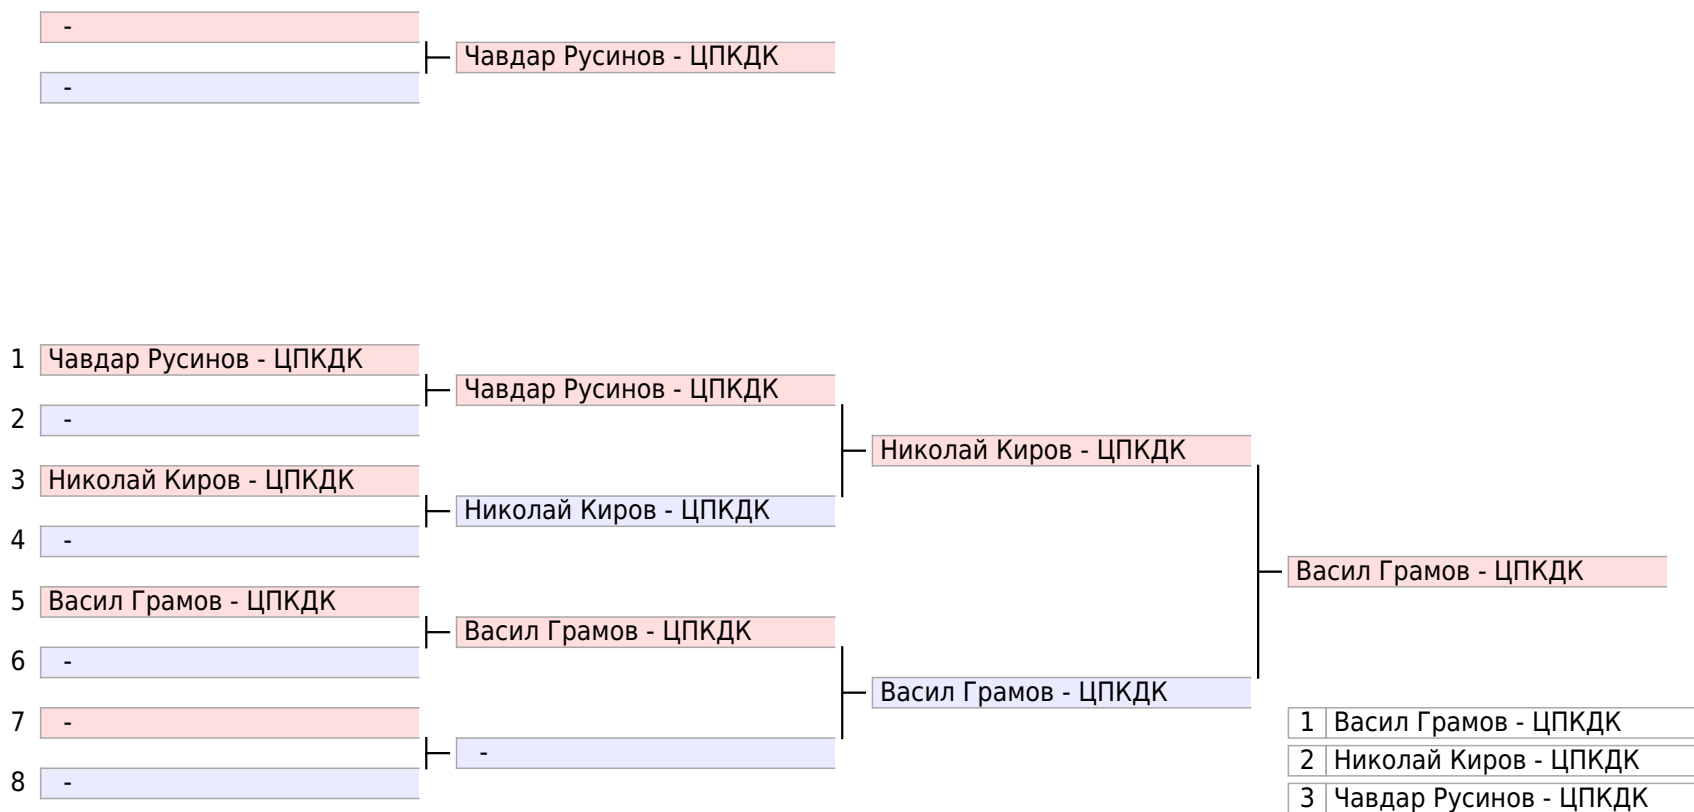 -
Чавдар Русинов - ЦПКДК
-
1 Чавдар Русинов - ЦПКДК
Чавдар Русинов - ЦПКДК
2 -
Николай Киров - ЦПКДК
3 Николай Киров - ЦПКДК
Николай Киров - ЦПКДК
4 -
Васил Грамов - ЦПКДК
5 Васил Грамов - ЦПКДК
Васил Грамов - ЦПКДК
6 -
Васил Грамов - ЦПКДК
7 -
-
8 -
1 Васил Грамов - ЦПКДК
2 Николай Киров - ЦПКДК
3 Чавдар Русинов - ЦПКДК